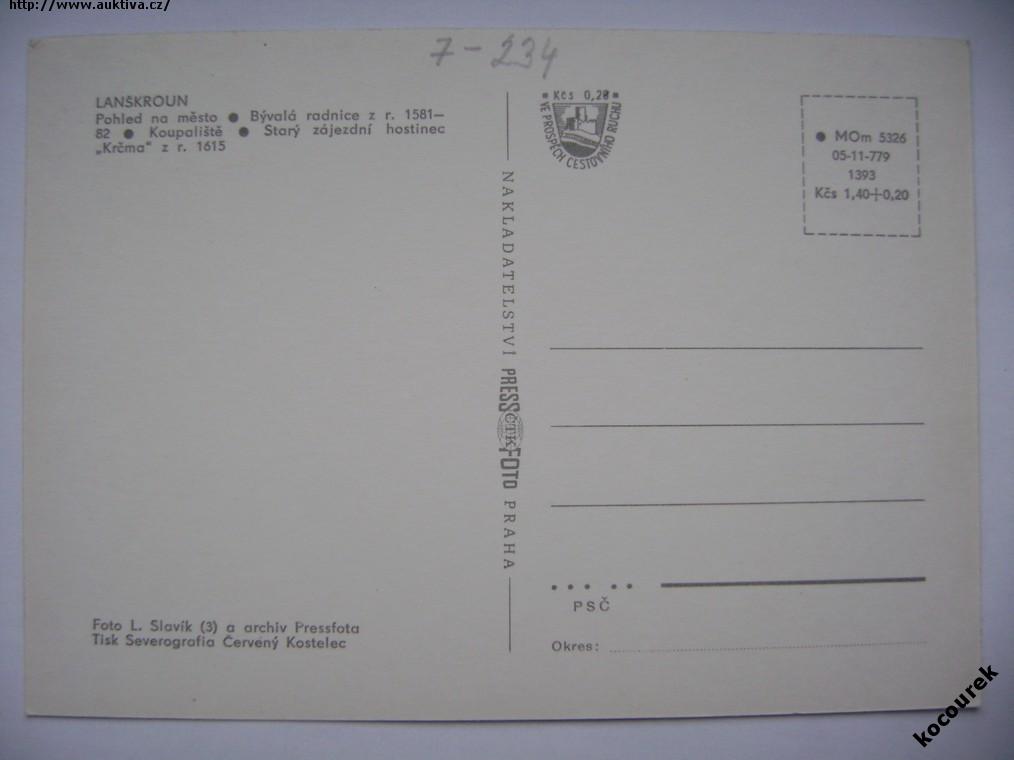 http://www.auktiva.cz/
7-234
LANŠKROUN
Pohled na město ● Bývalá radnice z r. 1581–
82 ● Koupaliště ● Starý zájezdní hostinec
„Krčma" z r. 1615
• Kčs 0,20 •
VE PROSPĚCH CESTOVNÍHO RUCHU
● MOm 5326
05-11-779
1393
Kčs 1,40+0,20
NAKLADATELSTVÍ PRESSFOTO PRAHA
ČTK
PSČ
Okres:
Foto L. Slavík (3) a archiv Pressfota
Tisk Severografia Červený Kostelec
kocourek